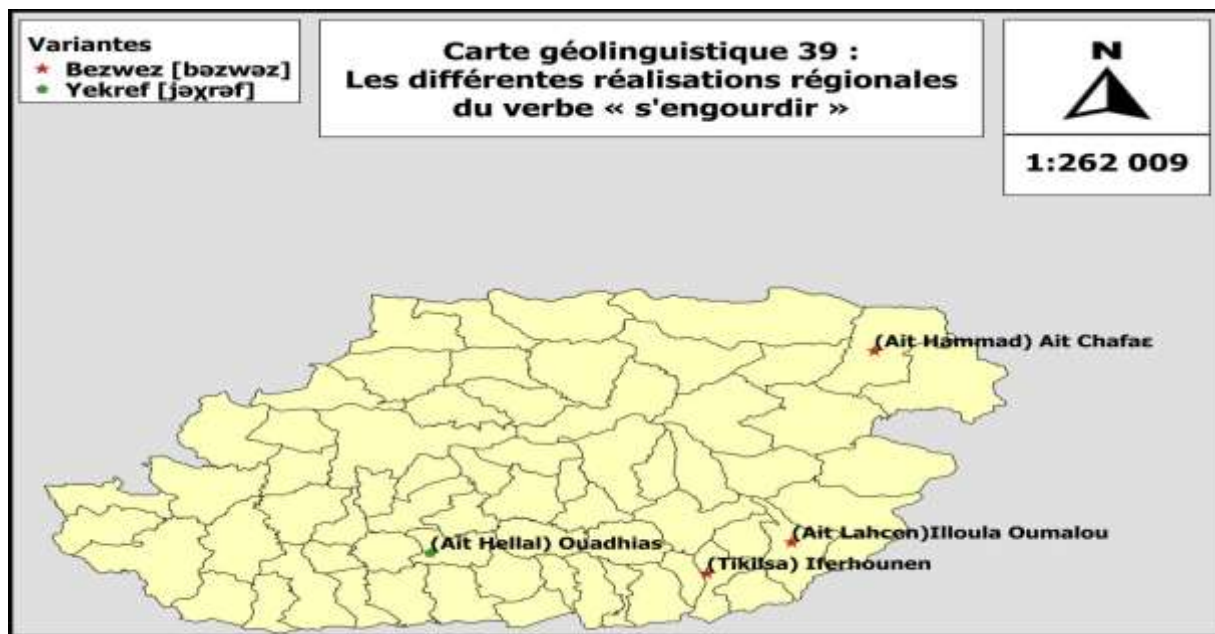 Variantes
Bezwez [bəzwəz]
Yekref [jəχrəf]
Carte géolinguistique 39 :
Les différentes réalisations régionales
du verbe « s'engourdir »
N
1:262 009
(Ait Hammad) Ait Chafaɛ
(Ait Lahcen)Illoula Oumalou
(Ait Hellal) Ouadhias
(Tikilsa) Iferhounen